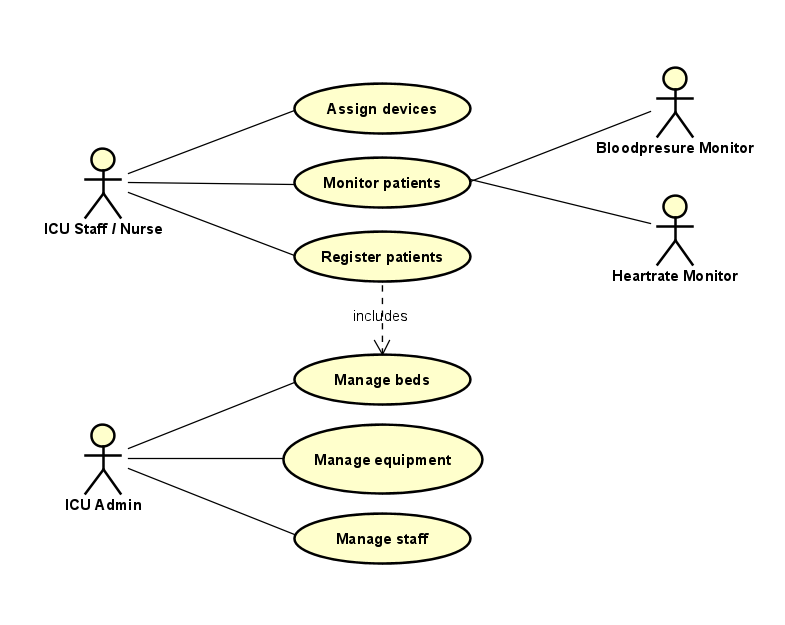 Assign devices
Bloodpresure Monitor
Monitor patients
ICU Staff / Nurse
Register patients
Heartrate Monitor
includes
Manage beds
Manage equipment
ICU Admin
Manage staff